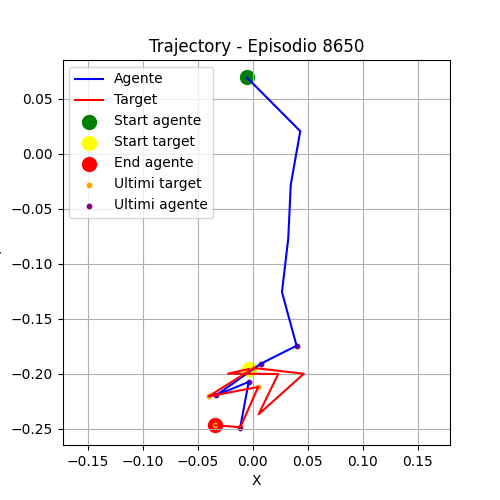 Trajectory - Episodio 8650
Agente
Target
Start agente
Start target
End agente
Ultimi target
Ultimi agente
0.05
0.00
−0.05
−0.10
−0.15
−0.20
−0.25
−0.15
−0.10
−0.05
0.00
0.05
0.10
0.15
X